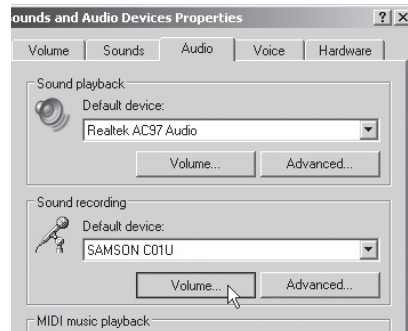 ounds and Audio Devices Properties
Volume Sounds Audio Voice Hardware
Sound playback
Default device:
Realtek AC97 Audio
Volume... Advanced...
Sound recording
Default device:
SAMSON C01U
Volume... Advanced...
MIDI music playback